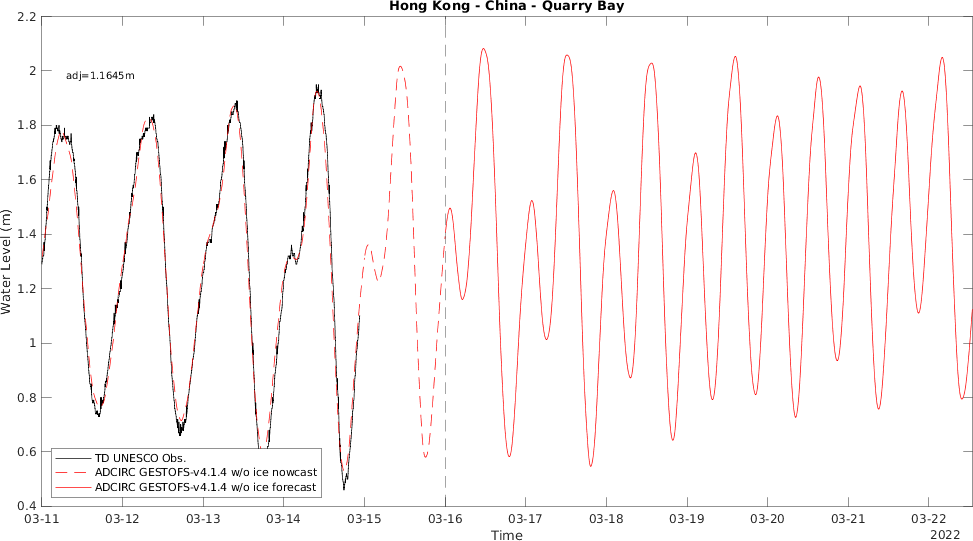 Hong Kong - China - Quarry Bay
2.2
2
1.8
1.6
1.4
1.2
1
0.8
0.6
0.4
Water Level (m)
adj=1.1645m
TD UNESCO Obs.
ADCIRC GESTOFS-v4.1.4 w/o ice nowcast
ADCIRC GESTOFS-v4.1.4 w/o ice forecast
03-11 03-12 03-13 03-14 03-15 03-16 03-17 03-18 03-19 03-20 03-21 03-22
Time
2022